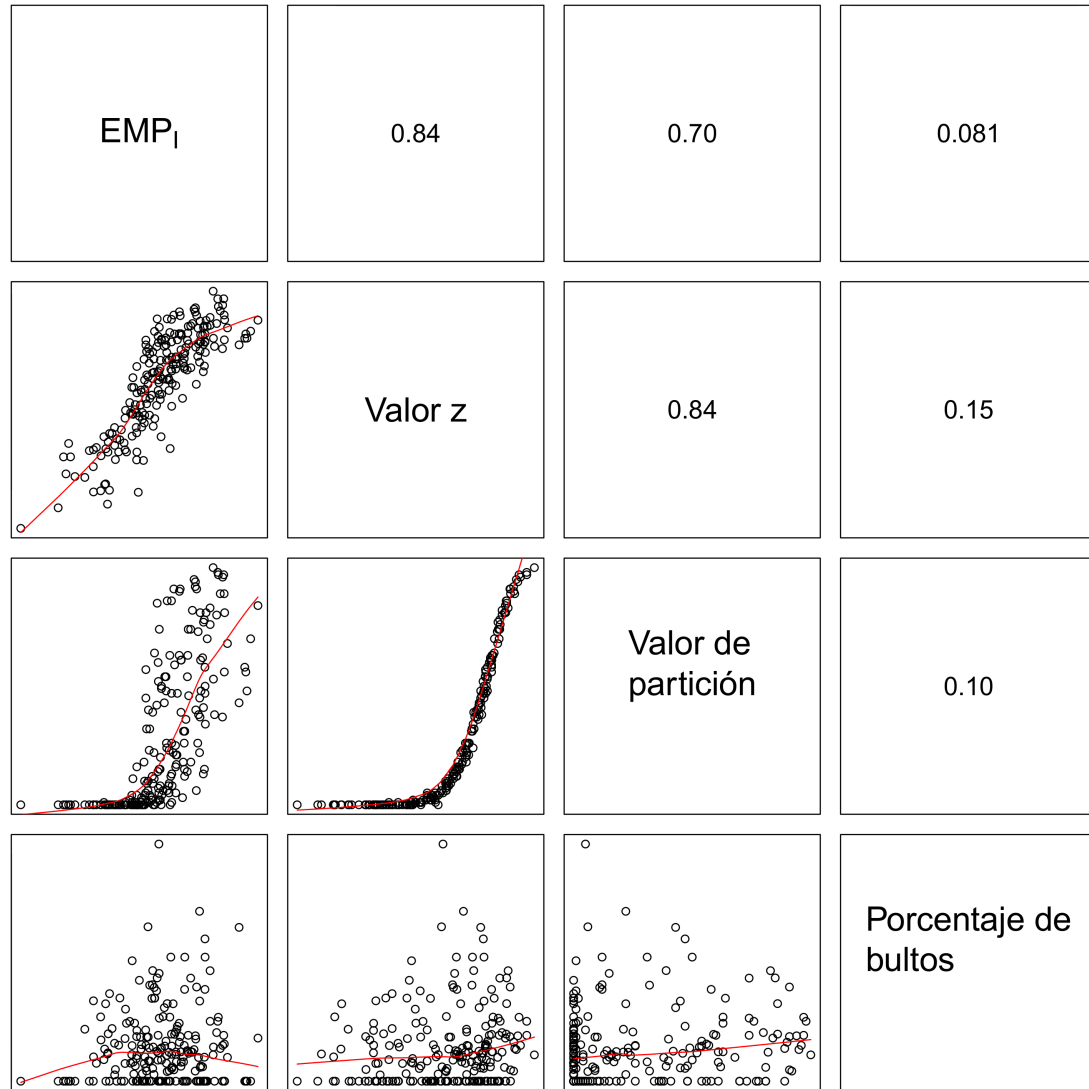 EMPI
0.84
0.70
0.081
Valor z
0.84
0.15
Valor de
partición
0.10
Porcentaje de
bultos